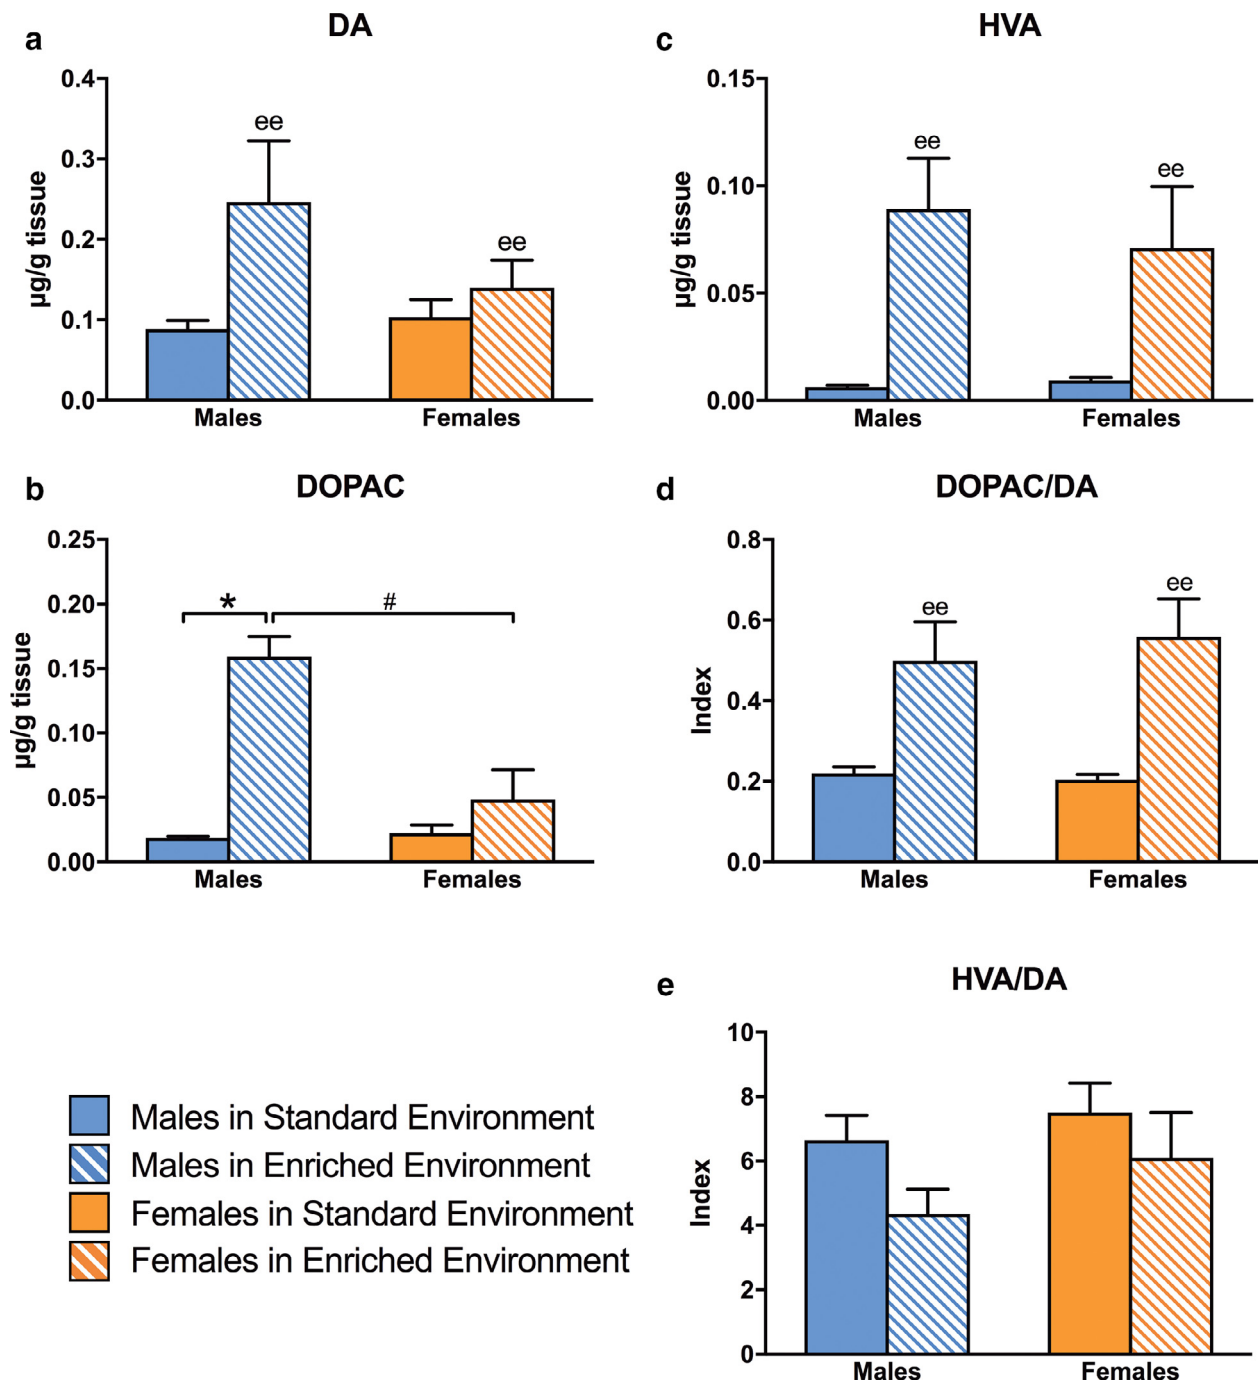 a
DA
0.4
0.3
0.2
0.1
0.0
µg/g tissue
ee
ee
Males
Females
c
HVA
0.15
0.10
0.05
0.00
µg/g tissue
ee
ee
Males
Females
b
DOPAC
0.25
0.20
0.15
0.10
0.05
0.00
µg/g tissue
*
#
Males
Females
d
DOPAC/DA
0.8
0.6
0.4
0.2
0.0
Index
ee
ee
Males
Females
e
HVA/DA
10
8
6
4
2
0
Index
Males
Females
Males in Standard Environment
Males in Enriched Environment
Females in Standard Environment
Females in Enriched Environment